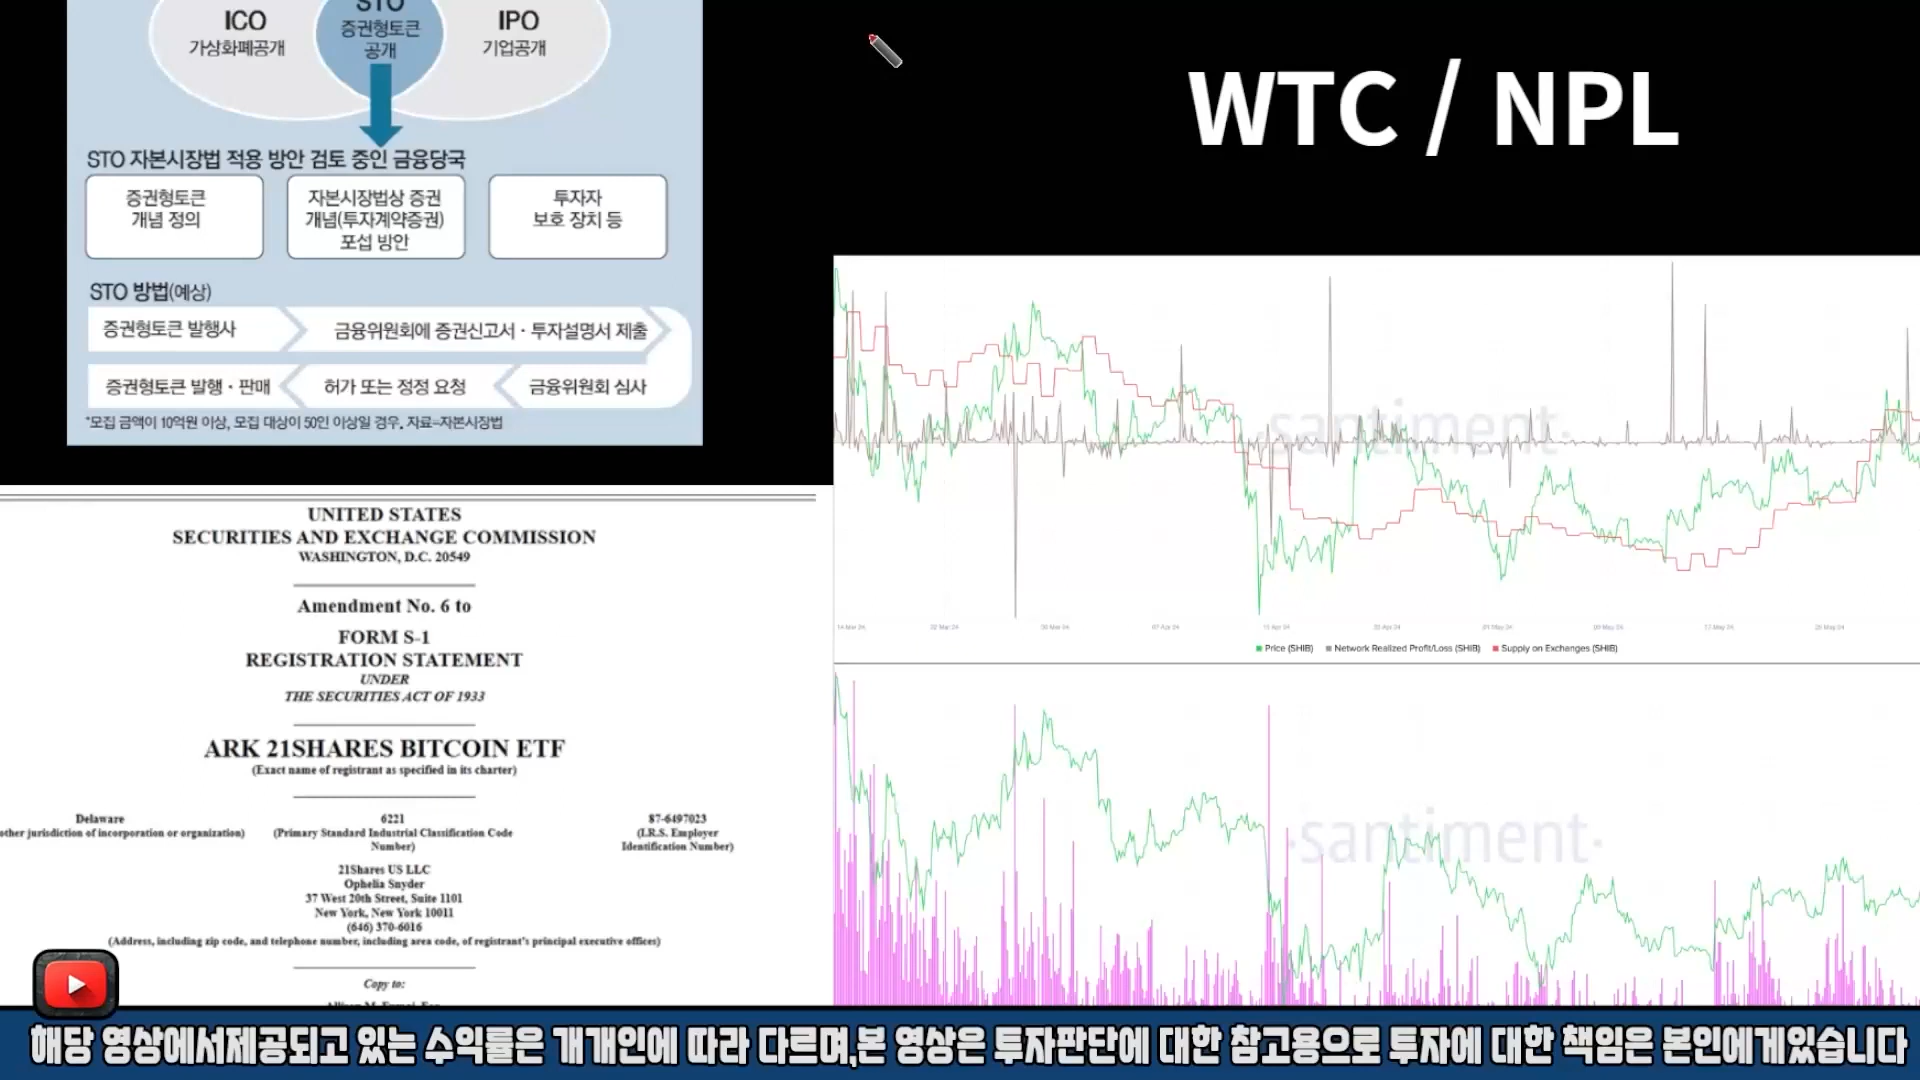 ICO
가상화폐공개
STO
증권형토큰
공개
IPO
기업공개
STO 자본시장법 적용 방안 검토 중인 금융당국
증권형토큰
개념 정의
자본시장법상 증권
개념(투자계약증권)
포섭 방안
투자자
보호 장치 등
STO 방법(예상)
증권형토큰 발행사
금융위원회에 증권신고서·투자설명서 제출
증권형토큰 발행·판매
허가 또는 정정 요청
금융위원회 심사
*모집 금액이 10억원 이상, 모집 대상이 50인 이상일 경우, 자료=자본시장법
WTC / NPL
UNITED STATES
SECURITIES AND EXCHANGE COMMISSION
WASHINGTON, D.C. 20549
Amendment No. 6 to
FORM S-1
REGISTRATION STATEMENT
UNDER
THE SECURITIES ACT OF 1933
ARK 21SHARES BITCOIN ETF
(Exact name of registrant as specified in its charter)
Delaware
other jurisdiction of incorporation or organization)
6221
(Primary Standard Industrial Classification Code
Number)
87-6497023
(I.R.S. Employer
Identification Number)
21Shares US LLC
Ophelia Snyder
37 West 20th Street, Suite 1101
New York, New York 10011
(646) 370-6016
(Address, including zip code, and telephone number, including area code, of registrant's principal executive offices)
Copy to:
·santiment·
Price (SHIB) Network Realized Profit/Loss (SHIB) Supply on Exchanges (SHIB)
·santiment·
해당 영상에서제공되고 있는 수익률은 개개인에 따라 다르며,본 영상은 투자판단에 대한 참고용으로 투자에 대한 책임은 본인에게있습니다